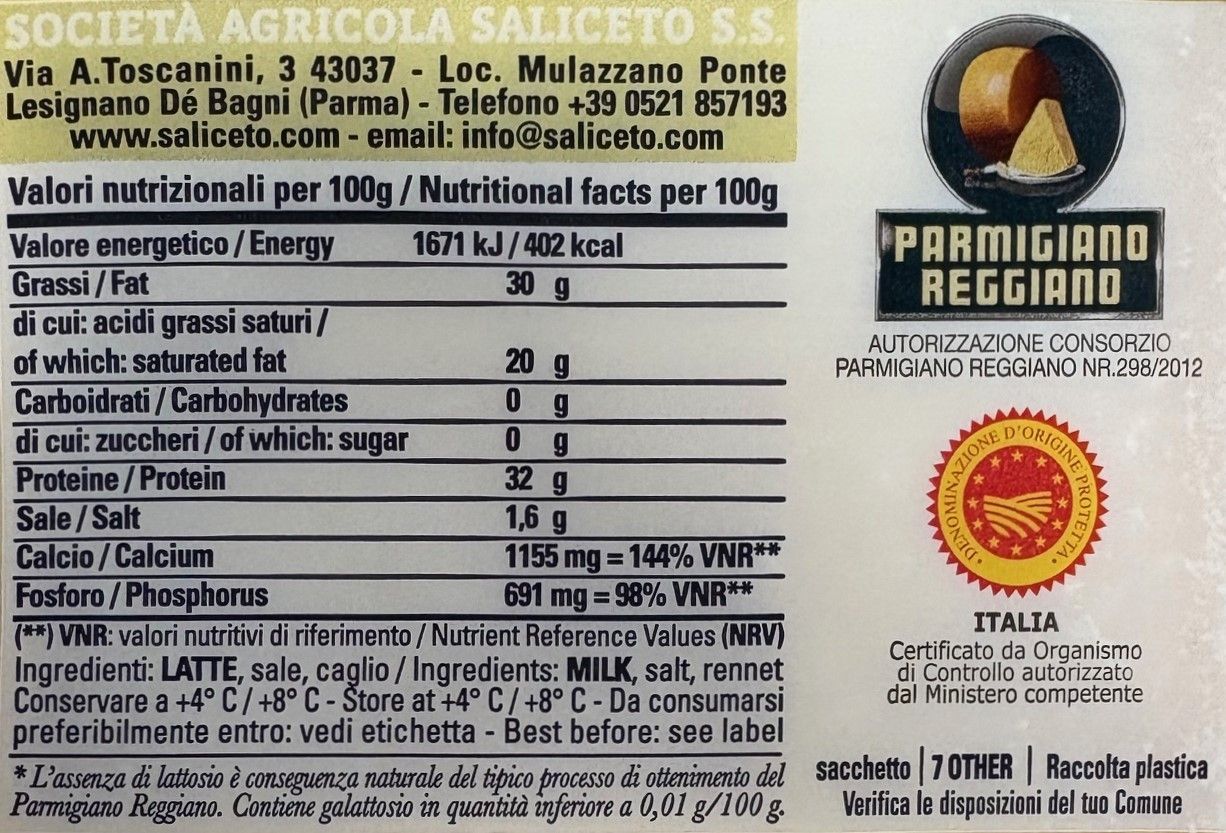 SOCIETÀ AGRICOLA SALICETO S.S.
Via A.Toscanini, 3 43037 - Loc. Mulazzano Ponte
Lesignano Dé Bagni (Parma) - Telefono +39 0521 857193
www.saliceto.com - email: info@saliceto.com
Valori nutrizionali per 100g / Nutritional facts per 100g
Valore energetico / Energy 1671 kJ / 402 kcal
Grassi / Fat 30 g
di cui: acidi grassi saturi /
of which: saturated fat 20 g
Carboidrati / Carbohydrates 0 g
di cui: zuccheri / of which: sugar 0 g
Proteine / Protein 32 g
Sale / Salt 1,6 g
Calcio / Calcium 1155 mg = 144% VNR**
Fosforo / Phosphorus 691 mg = 98% VNR**
(**) VNR: valori nutritivi di riferimento / Nutrient Reference Values (NRV)
Ingredienti: LATTE, sale, caglio / Ingredients: MILK, salt, rennet
Conservare a +4° C / +8° C - Store at +4° C / +8° C - Da consumarsi
preferibilmente entro: vedi etichetta - Best before: see label
* L'assenza di lattosio è conseguenza naturale del tipico processo di ottenimento del
Parmigiano Reggiano. Contiene galattosio in quantità inferiore a 0,01 g/100 g.
PARMIGIANO
REGGIANO
AUTORIZZAZIONE CONSORZIO
PARMIGIANO REGGIANO NR.298/2012
DENOMINAZIONE D'ORIGINE PROTETTA
ITALIA
Certificato da Organismo
di Controllo autorizzato
dal Ministero competente
sacchetto | 7 OTHER | Raccolta plastica
Verifica le disposizioni del tuo Comune